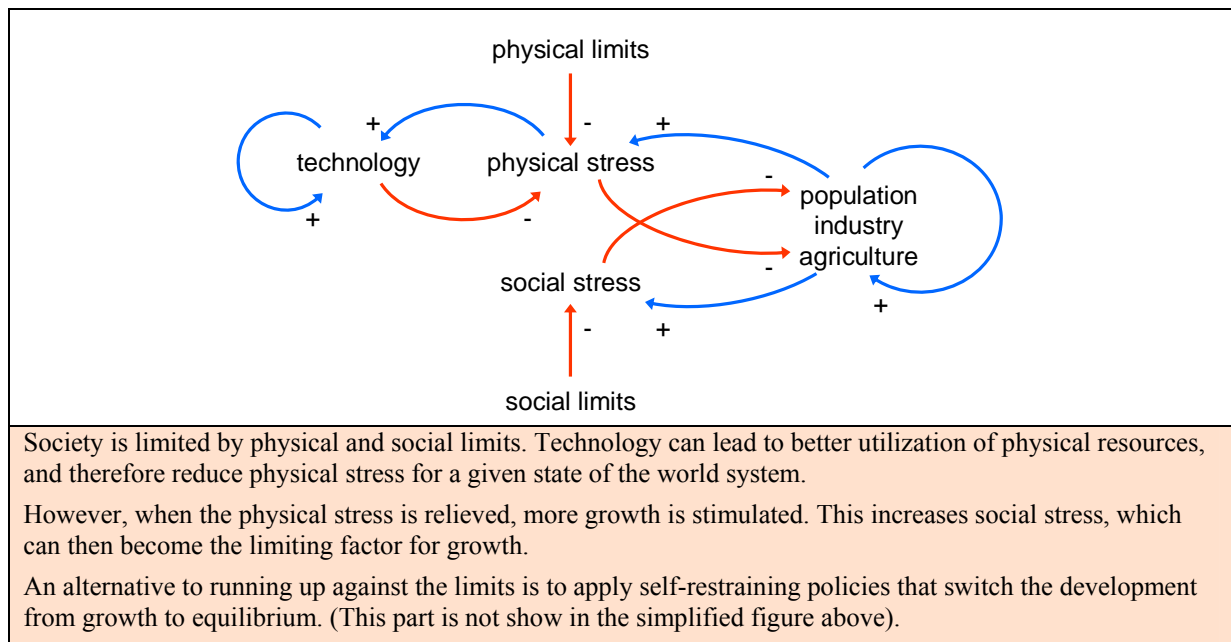 physical limits
+ - +
technology physical stress
- population
industry
+ - agriculture
-
social stress
- + +
social limits
Society is limited by physical and social limits. Technology can lead to better utilization of physical resources,
and therefore reduce physical stress for a given state of the world system.
However, when the physical stress is relieved, more growth is stimulated. This increases social stress, which
can then become the limiting factor for growth.
An alternative to running up against the limits is to apply self-restraining policies that switch the development
from growth to equilibrium. (This part is not show in the simplified figure above).